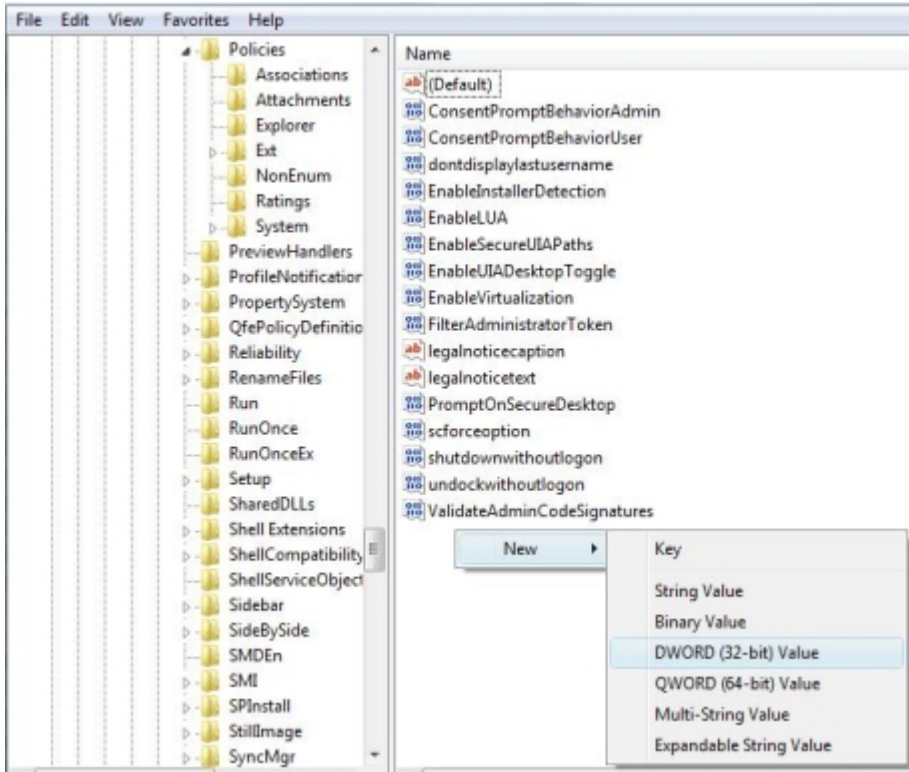 File Edit View Favorites Help
Policies
Associations
Attachments
Explorer
Ext
NonEnum
Ratings
System
PreviewHandlers
ProfileNotification
PropertySystem
QfePolicyDefinitio
Reliability
RenameFiles
Run
RunOnce
RunOnceEx
Setup
SharedDLLs
Shell Extensions
ShellCompatibility
ShellServiceObject
Sidebar
SideBySide
SMDEn
SMI
SPInstall
StillImage
SyncMgr
Name
(Default)
ConsentPromptBehaviorAdmin
ConsentPromptBehaviorUser
dontdisplaylastusername
EnableInstallerDetection
EnableLUA
EnableSecureUIAPaths
EnableUIADesktopToggle
EnableVirtualization
FilterAdministratorToken
legalnoticecaption
legalnoticetext
PromptOnSecureDesktop
scforceoption
shutdownwithoutlogon
undockwithoutlogon
ValidateAdminCodeSignatures
New
Key
String Value
Binary Value
DWORD (32-bit) Value
QWORD (64-bit) Value
Multi-String Value
Expandable String Value